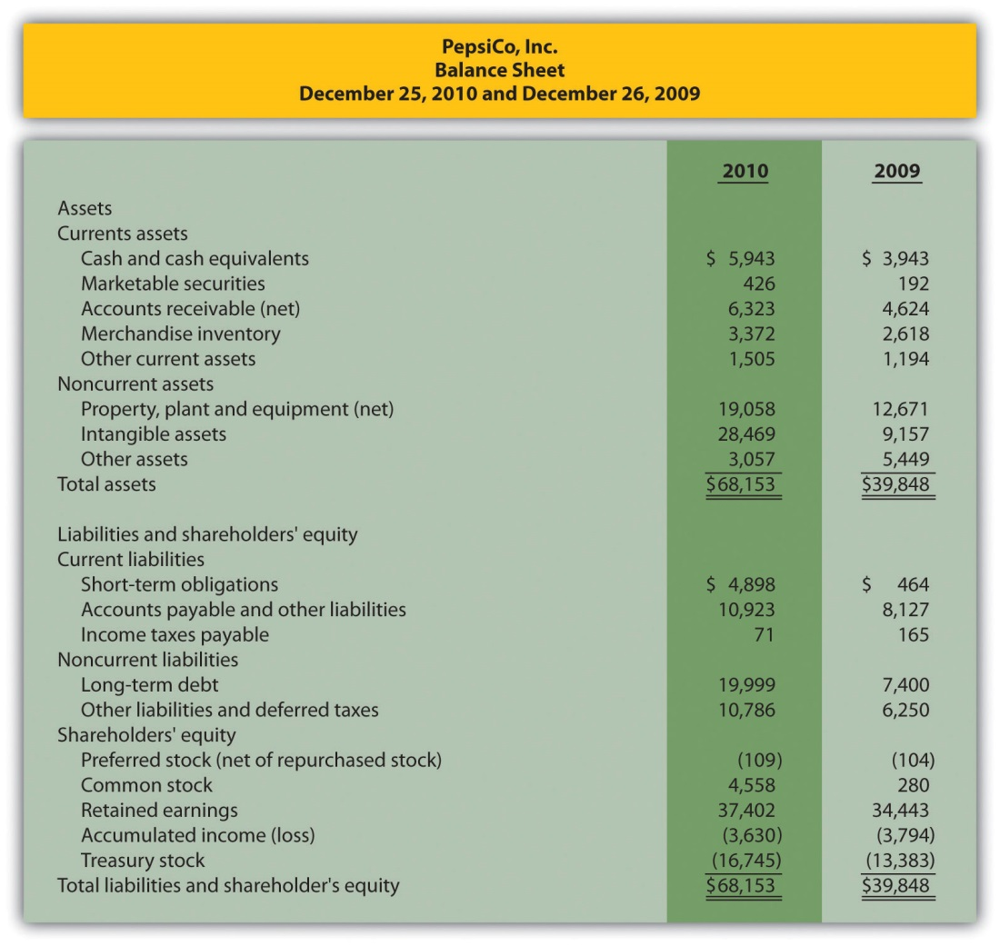 PepsiCo, Inc.
Balance Sheet
December 25, 2010 and December 26, 2009
2010 2009
Assets
Currents assets
Cash and cash equivalents $ 5,943 $ 3,943
Marketable securities 426 192
Accounts receivable (net) 6,323 4,624
Merchandise inventory 3,372 2,618
Other current assets 1,505 1,194
Noncurrent assets
Property, plant and equipment (net) 19,058 12,671
Intangible assets 28,469 9,157
Other assets 3,057 5,449
Total assets $68,153 $39,848
Liabilities and shareholders' equity
Current liabilities
Short-term obligations $ 4,898 $ 464
Accounts payable and other liabilities 10,923 8,127
Income taxes payable 71 165
Noncurrent liabilities
Long-term debt 19,999 7,400
Other liabilities and deferred taxes 10,786 6,250
Shareholders' equity
Preferred stock (net of repurchased stock) (109) (104)
Common stock 4,558 280
Retained earnings 37,402 34,443
Accumulated income (loss) (3,630) (3,794)
Treasury stock (16,745) (13,383)
Total liabilities and shareholder's equity $68,153 $39,848